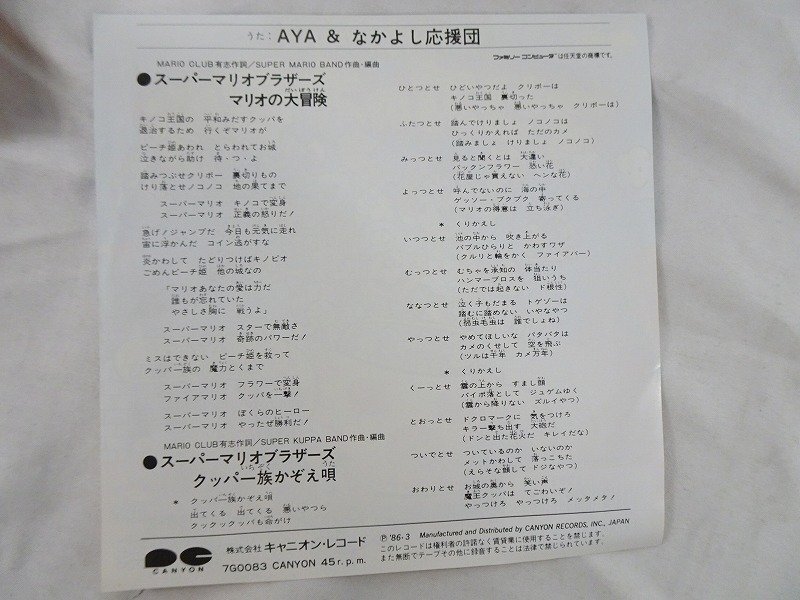 うた: AYA & なかよし応援団
MARIO CLUB有志作詞/SUPER MARIO BAND作曲・編曲
ファミリーコンピュータ™は任天堂の商標です。
●スーパーマリオブラザーズ
マリオの大冒険
だいぼうけん
キノコ王国の 平和みだすクッパを
退治するため 行くぞマリオが
ピーチ姫あわれ とらわれてお城
泣きながら助け 待・つ・よ
踏みつぶせクリボー 裏切りもの
けり落とせノコノコ 地の果てまで
スーパーマリオ キノコで変身
スーパーマリオ 正義の怒りだ!
急げ!ジャンプだ 今日も元気に走れ
宙に浮かんだ コイン逃がすな
炎かわして たどりつけばキノピオ
ごめんピーチ姫 他の城なの
「マリオあなたの愛は力だ
誰もが忘れていた
やさしさ胸に 戦うよ」
スーパーマリオ スターで無敵さ
スーパーマリオ 奇跡のパワーだ!
ミスはできない ピーチ姫を救って
クッパ一族の 魔力とくまで
スーパーマリオ フラワーで変身
ファイアマリオ クッパを一撃!
スーパーマリオ ぼくらのヒーロー
スーパーマリオ やったぜ勝利だ!
MARIO CLUB有志作詞/SUPER KUPPA BAND作曲・編曲
●スーパーマリオブラザーズ
クッパ一族かぞえ唄
いちぞく うた
* クッパ一族かぞえ唄
出てくる 出てくる 悪いやつら
クックックッパも命がけ
ひとつとせ ひどいやつだよ クリボーは
キノコ王国 裏切った
(悪いやっちゃ 悪いやっちゃ クリボーは)
ふたつとせ 踏んでけりましょ ノコノコは
ひっくりかえれば ただのカメ
(踏みましょ けりましょ ノコノコ)
みっつとせ 見ると聞くとは 大違い
パックンフラワー 恐い花
(花屋じゃ買えない ヘンな花)
よっつとせ 呼んでないのに 海の中
ゲッソー・プクプク 寄ってくる
(マリオの得意は 立ち泳ぎ)
* くりかえし
いつつとせ 池の中から 吹き上がる
バブルひらりと かわすワザ
(クルリと輪をかく ファイアバー)
むっつとせ むちゃを承知の 体当たり
ハンマーブロスを 狙いうち
(ただでは起きない ド根性)
ななつとせ 泣く子もだまる トゲゾーは
踏むに踏めない いやなやつ
(弱虫毛虫は 誰でしょね)
やっつとせ やめてほしいな パタパタは
カメのくせして 空を飛ぶ
(ツルは千年 カメ万年)
* くりかえし
くーっとせ 雲の上から すまし顔
パイポ落として ジュゲムゆく
(雲から降りない ズルイやつ)
とおっとせ ドクロマークに 気をつけろ
キラー撃ち出す 大砲だ
(ドンと出た花火だ キレイだな)
ついでとせ ついているのか いないのか
メットかわして 落っこちた
(えらそな顔して ドジなやつ)
おわりとせ お城の奥から 笑い声
魔王クッパは てごわいぞ!
やっつけろ やっつけろ メッタメタ!
CANYON
株式会社キャニオン・レコード
7G0083 CANYON 45r.p.m.
Ⓟ'86・3 Manufactured and Distributed by CANYON RECORDS, INC., JAPAN
このレコードは権利者の許諾なく賃貸業に使用することを禁じます。
また無断でテープその他に録音することは法律で禁じられています。